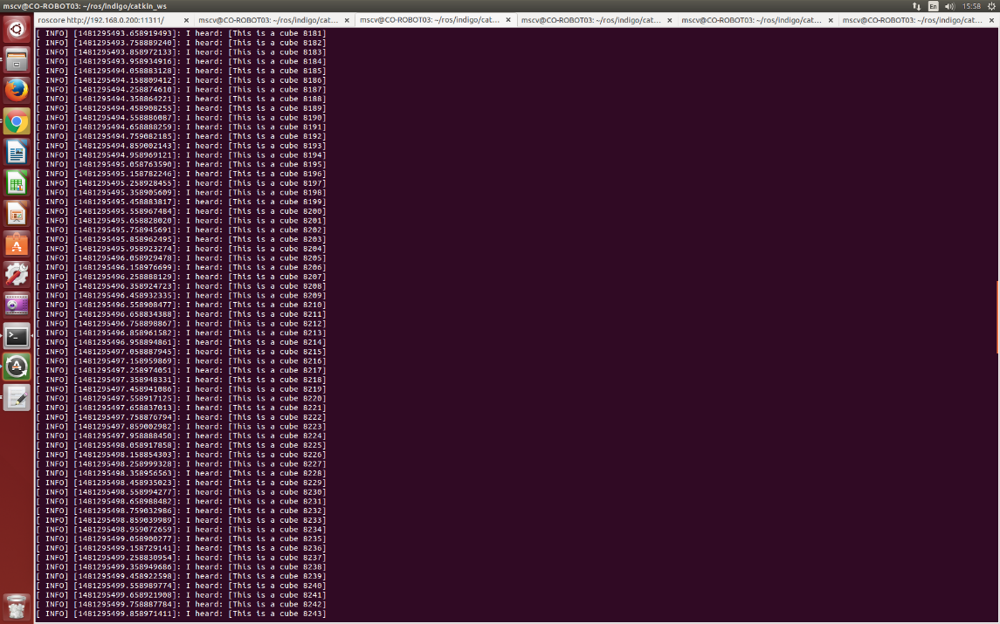 mscv@CO-ROBOT03: ~/ros/indigo/catkin_ws
En
15:58
roscore http://192.168.0.200:11311/
mscv@CO-ROBOT03: ~/ros/indigo/cat...
mscv@CO-ROBOT03: ~/ros/indigo/cat...
mscv@CO-ROBOT03: ~/ros/indigo/cat...
mscv@CO-ROBOT03: ~/ros/indigo/cat...
mscv@CO-ROBOT03: ~/ros/indigo/cat...
[ INFO] [1481295493.658919493]: I heard: [This is a cube 8181]
[ INFO] [1481295493.758889240]: I heard: [This is a cube 8182]
[ INFO] [1481295493.858972133]: I heard: [This is a cube 8183]
[ INFO] [1481295493.958934916]: I heard: [This is a cube 8184]
[ INFO] [1481295494.058883128]: I heard: [This is a cube 8185]
[ INFO] [1481295494.158809412]: I heard: [This is a cube 8186]
[ INFO] [1481295494.258874610]: I heard: [This is a cube 8187]
[ INFO] [1481295494.358864221]: I heard: [This is a cube 8188]
[ INFO] [1481295494.458908255]: I heard: [This is a cube 8189]
[ INFO] [1481295494.558886087]: I heard: [This is a cube 8190]
[ INFO] [1481295494.658888259]: I heard: [This is a cube 8191]
[ INFO] [1481295494.759082185]: I heard: [This is a cube 8192]
[ INFO] [1481295494.859002143]: I heard: [This is a cube 8193]
[ INFO] [1481295494.958969121]: I heard: [This is a cube 8194]
[ INFO] [1481295495.058763590]: I heard: [This is a cube 8195]
[ INFO] [1481295495.158782246]: I heard: [This is a cube 8196]
[ INFO] [1481295495.258928455]: I heard: [This is a cube 8197]
[ INFO] [1481295495.358905609]: I heard: [This is a cube 8198]
[ INFO] [1481295495.458883817]: I heard: [This is a cube 8199]
[ INFO] [1481295495.558967484]: I heard: [This is a cube 8200]
[ INFO] [1481295495.658828020]: I heard: [This is a cube 8201]
[ INFO] [1481295495.758945691]: I heard: [This is a cube 8202]
[ INFO] [1481295495.858962495]: I heard: [This is a cube 8203]
[ INFO] [1481295495.958923274]: I heard: [This is a cube 8204]
[ INFO] [1481295496.058929478]: I heard: [This is a cube 8205]
[ INFO] [1481295496.158976699]: I heard: [This is a cube 8206]
[ INFO] [1481295496.258888129]: I heard: [This is a cube 8207]
[ INFO] [1481295496.358924723]: I heard: [This is a cube 8208]
[ INFO] [1481295496.458932335]: I heard: [This is a cube 8209]
[ INFO] [1481295496.558908477]: I heard: [This is a cube 8210]
[ INFO] [1481295496.658834388]: I heard: [This is a cube 8211]
[ INFO] [1481295496.758898867]: I heard: [This is a cube 8212]
[ INFO] [1481295496.858961582]: I heard: [This is a cube 8213]
[ INFO] [1481295496.958894861]: I heard: [This is a cube 8214]
[ INFO] [1481295497.058887945]: I heard: [This is a cube 8215]
[ INFO] [1481295497.158959869]: I heard: [This is a cube 8216]
[ INFO] [1481295497.258974051]: I heard: [This is a cube 8217]
[ INFO] [1481295497.358948331]: I heard: [This is a cube 8218]
[ INFO] [1481295497.458941086]: I heard: [This is a cube 8219]
[ INFO] [1481295497.558917125]: I heard: [This is a cube 8220]
[ INFO] [1481295497.658837013]: I heard: [This is a cube 8221]
[ INFO] [1481295497.758876794]: I heard: [This is a cube 8222]
[ INFO] [1481295497.859002982]: I heard: [This is a cube 8223]
[ INFO] [1481295497.958888450]: I heard: [This is a cube 8224]
[ INFO] [1481295498.058917858]: I heard: [This is a cube 8225]
[ INFO] [1481295498.158854303]: I heard: [This is a cube 8226]
[ INFO] [1481295498.258999328]: I heard: [This is a cube 8227]
[ INFO] [1481295498.358956563]: I heard: [This is a cube 8228]
[ INFO] [1481295498.458935023]: I heard: [This is a cube 8229]
[ INFO] [1481295498.558994277]: I heard: [This is a cube 8230]
[ INFO] [1481295498.658988482]: I heard: [This is a cube 8231]
[ INFO] [1481295498.759032986]: I heard: [This is a cube 8232]
[ INFO] [1481295498.859039989]: I heard: [This is a cube 8233]
[ INFO] [1481295498.959072659]: I heard: [This is a cube 8234]
[ INFO] [1481295499.058900277]: I heard: [This is a cube 8235]
[ INFO] [1481295499.158729141]: I heard: [This is a cube 8236]
[ INFO] [1481295499.258830954]: I heard: [This is a cube 8237]
[ INFO] [1481295499.358949686]: I heard: [This is a cube 8238]
[ INFO] [1481295499.458922598]: I heard: [This is a cube 8239]
[ INFO] [1481295499.558989774]: I heard: [This is a cube 8240]
[ INFO] [1481295499.658921908]: I heard: [This is a cube 8241]
[ INFO] [1481295499.758887784]: I heard: [This is a cube 8242]
[ INFO] [1481295499.858971411]: I heard: [This is a cube 8243]